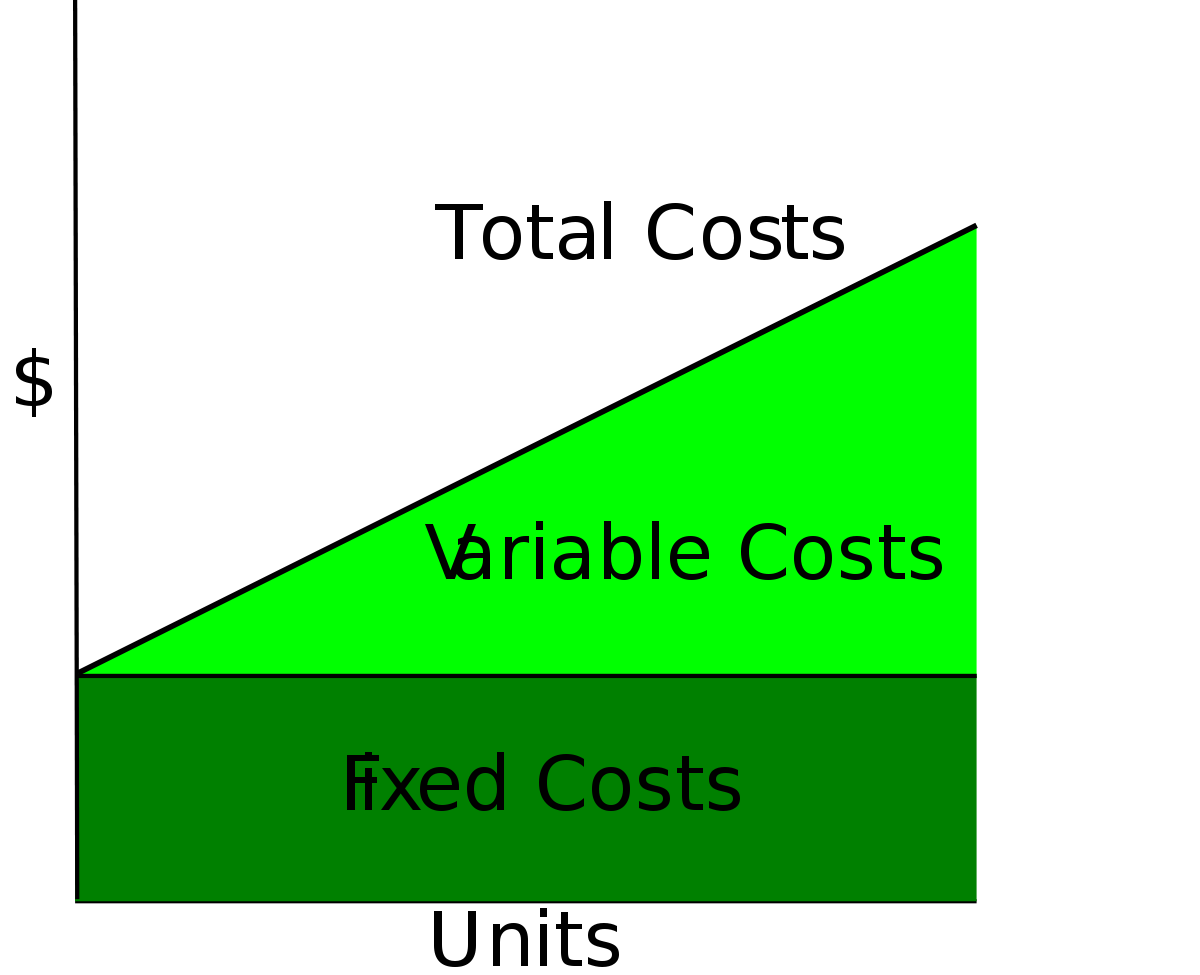 Total Costs
$
Variable Costs
Fixed Costs
Units